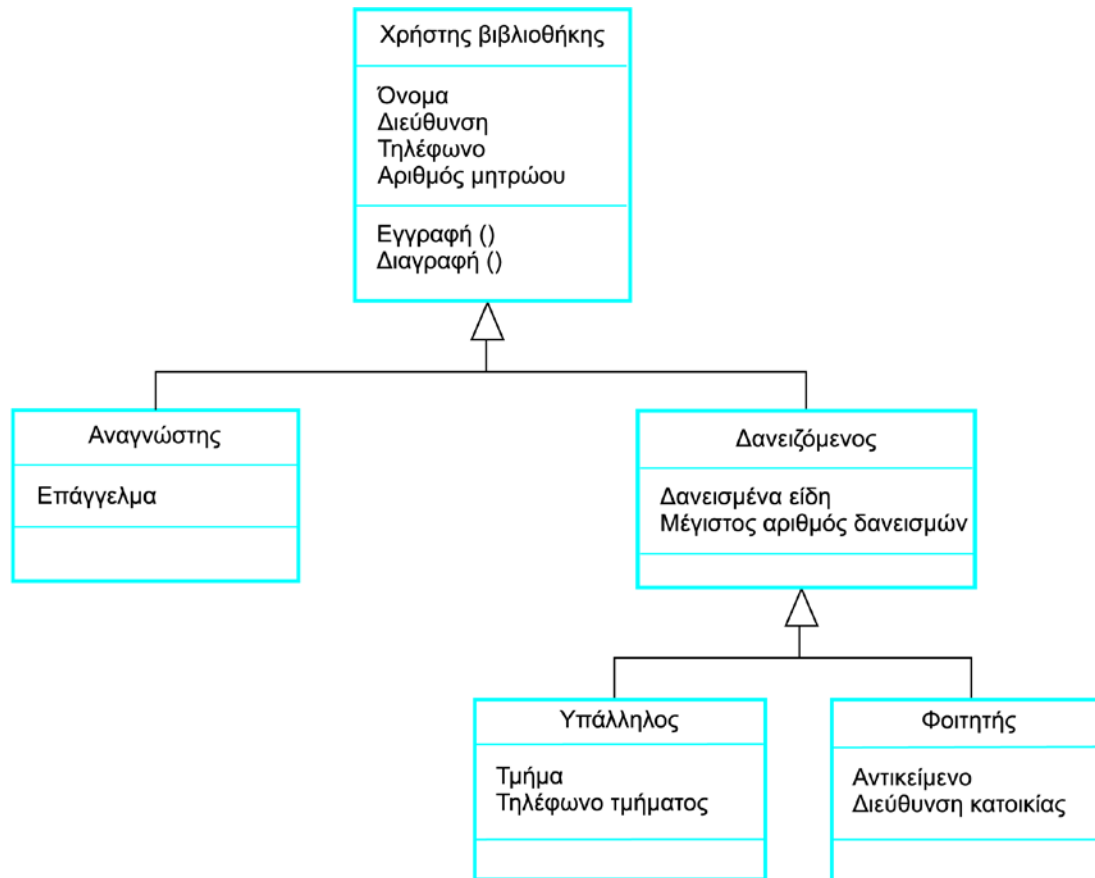 Χρήστης βιβλιοθήκης
Όνομα
Διεύθυνση
Τηλέφωνο
Αριθμός μητρώου
Εγγραφή ()
Διαγραφή ()
Αναγνώστης
Επάγγελμα
Δανειζόμενος
Δανεισμένα είδη
Μέγιστος αριθμός δανεισμών
Υπάλληλος
Τμήμα
Τηλέφωνο τμήματος
Φοιτητής
Αντικείμενο
Διεύθυνση κατοικίας